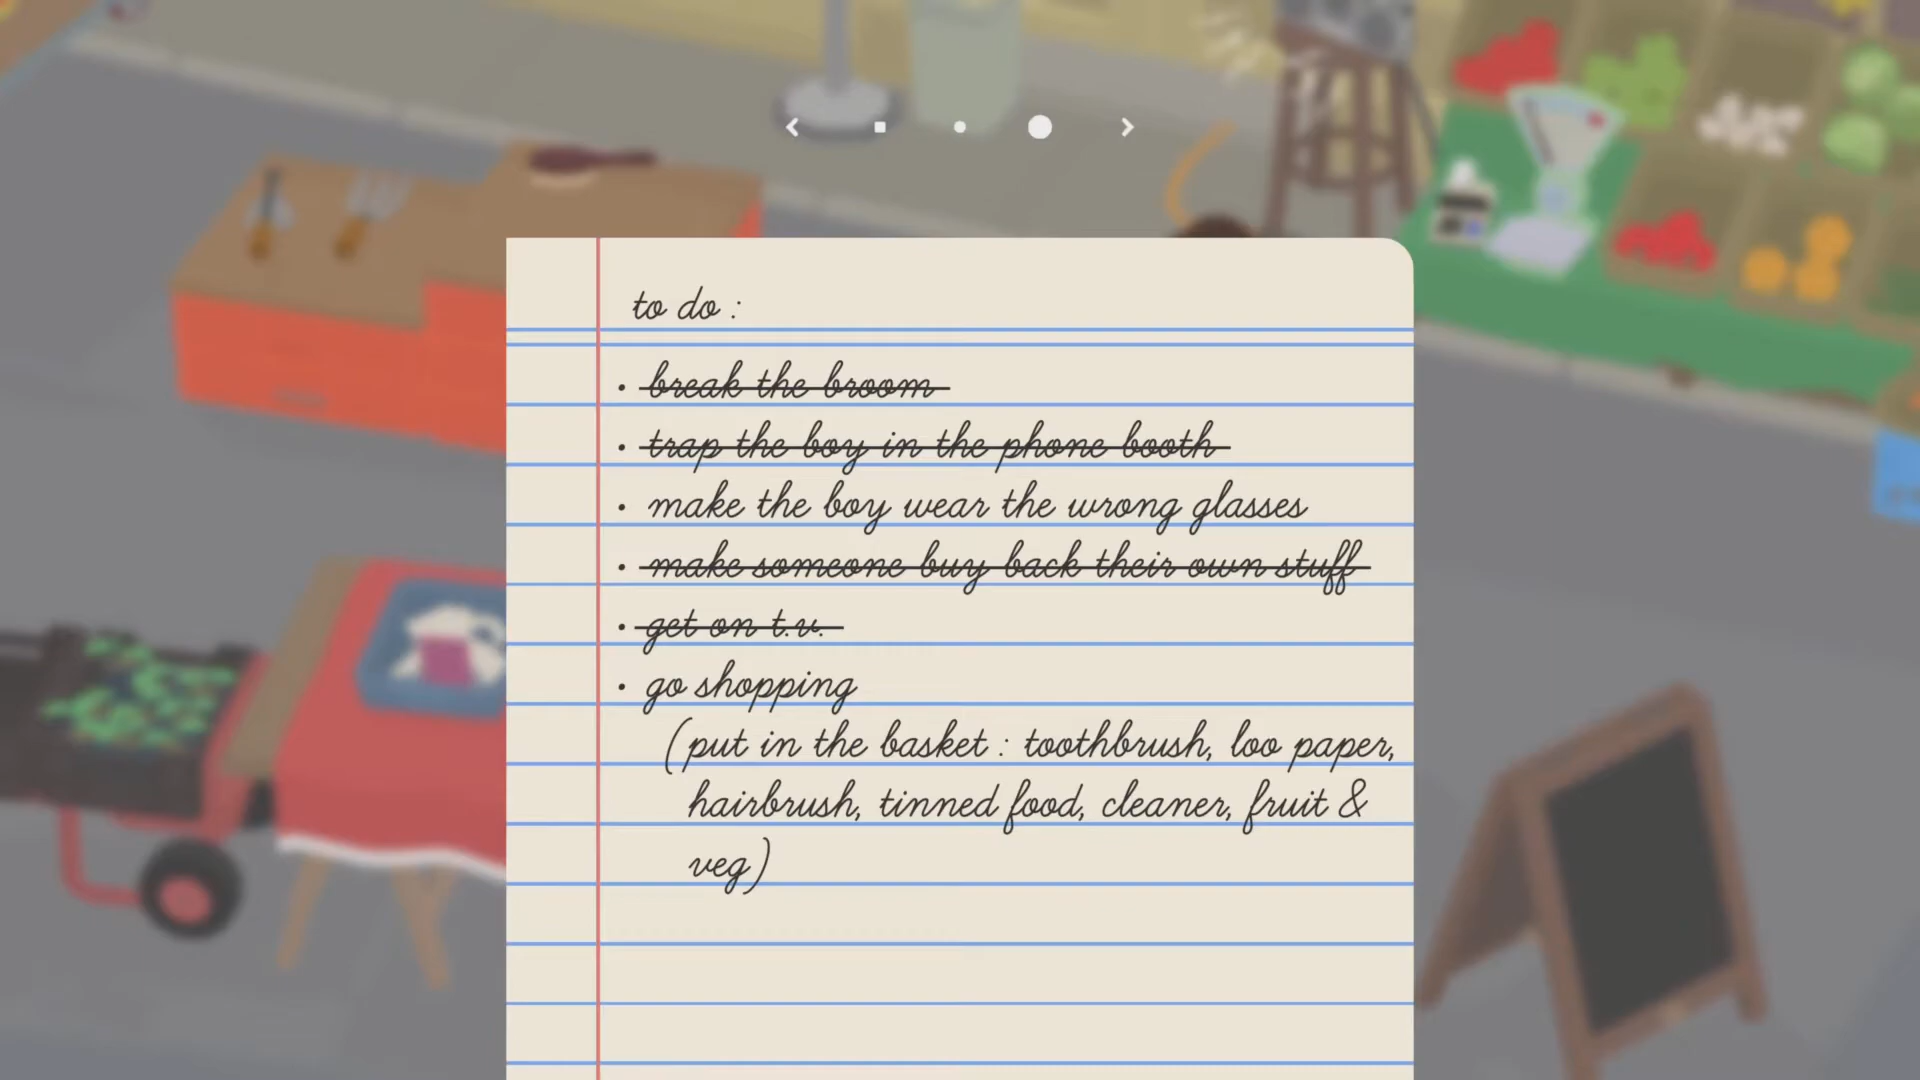 to do :
• break the broom
• trap the boy in the phone booth
• make the boy wear the wrong glasses
• make someone buy back their own stuff
• get on t.v.
• go shopping
(put in the basket : toothbrush, loo paper,
hairbrush, tinned food, cleaner, fruit &
veg)